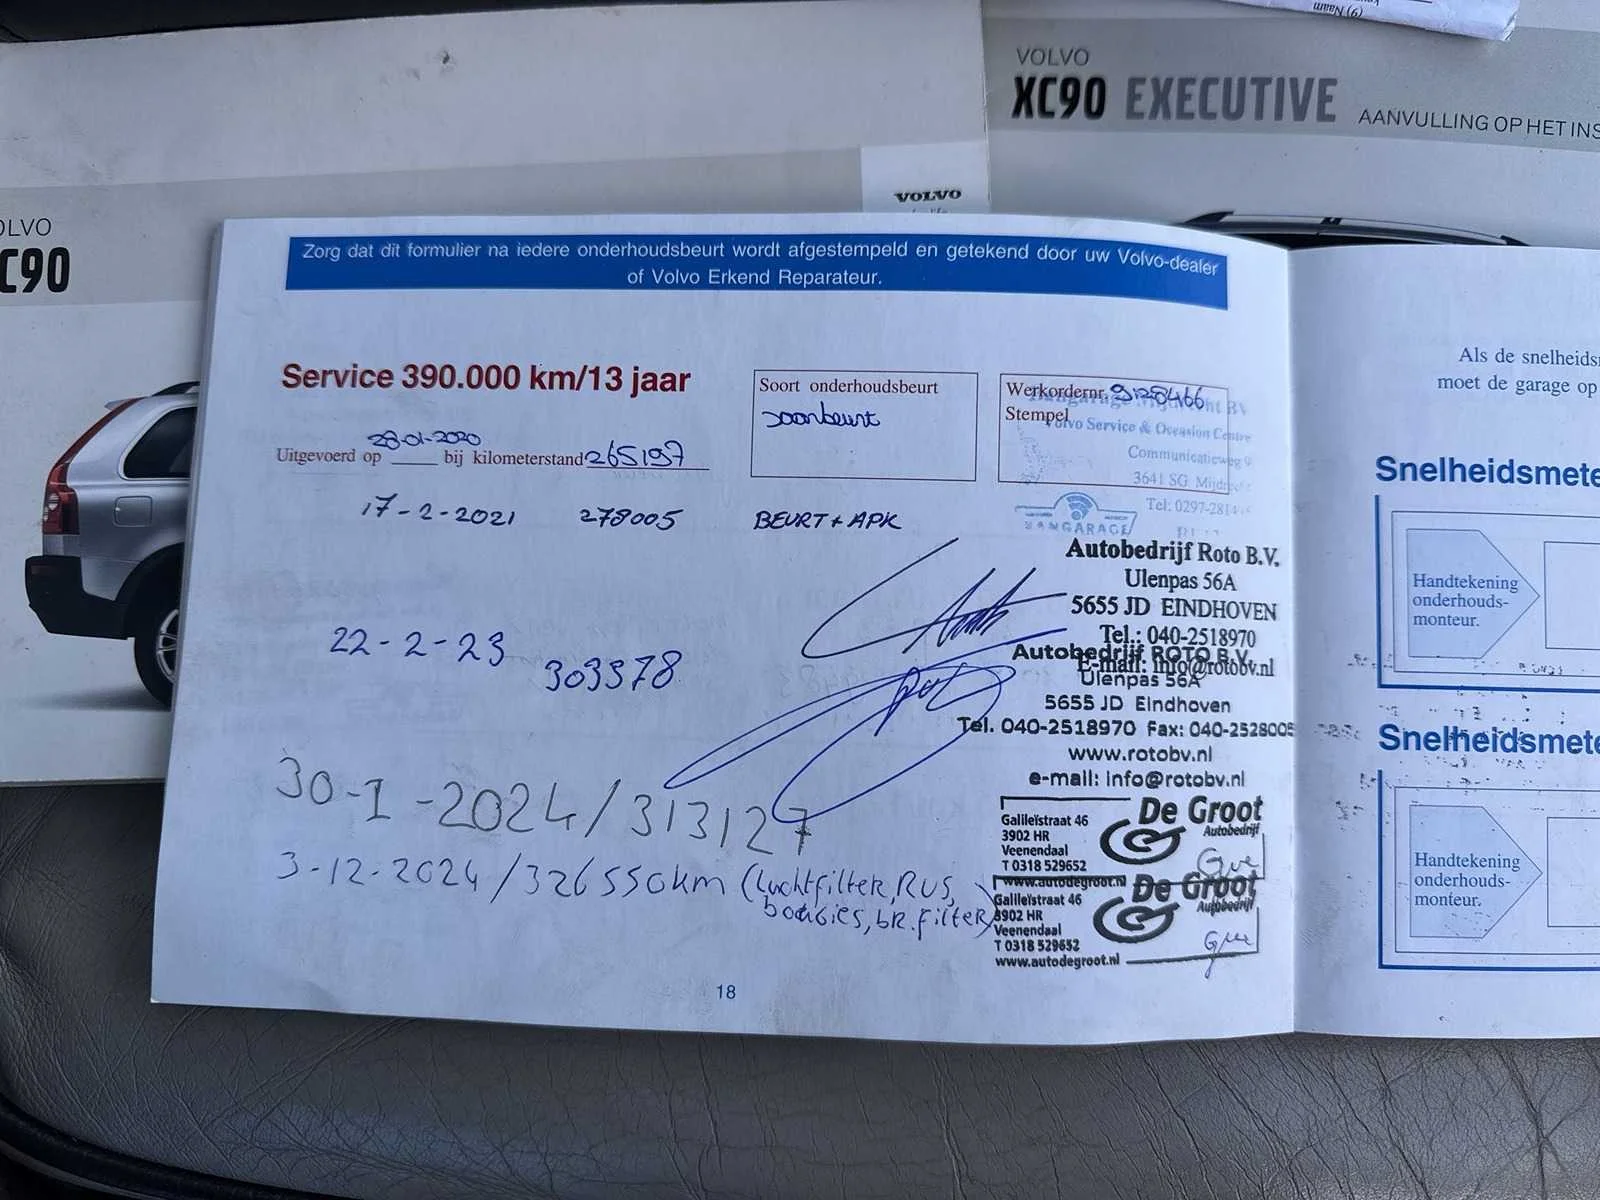 (9) Naam
VOLVO
XC90 EXECUTIVE AANVULLING OP HET INS
VOLVO
OLVO
C90
Zorg dat dit formulier na iedere onderhoudsbeurt wordt afgestempeld en getekend door uw Volvo-dealer
of Volvo Erkend Reparateur.
Service 390.000 km/13 jaar
Soort onderhoudsbeurt
Joorbeurt
Werkordernr. 9128466
Stempel
Volvo Service & Occasion Centre
Communicatieweg 9
3641 SG Mijdrecht
Tel: 0297-2814
VANGARAGE
28-01-2020
Uitgevoerd op ____ bij kilometerstand 265197
17-2-2021 278005 BEURT + APK
Autobedrijf Roto B.V.
Ulenpas 56A
5655 JD EINDHOVEN
Tel.: 040-2518970
E-mail: info@rotobv.nl
22-2-23 303378
Autobedrijf ROTO B.V.
Ulenpas 56A
5655 JD Eindhoven
Tel. 040-2518970 Fax: 040-2528005
www.rotobv.nl
e-mail: info@rotobv.nl
30-1-2024/313127
De Groot
Autobedrijf
Galileïstraat 46
3902 HR
Veenendaal
T 0318 529652
www.autodegroot.nl
3-12-2024/326550km (Luchtfilter, RUS,
bougies, br. filter)
De Groot
Autobedrijf
Galileïstraat 46
3902 HR
Veenendaal
T 0318 529652
www.autodegroot.nl
18
Als de snelheids
moet de garage op
Snelheidsmete
Handtekening
onderhouds-
monteur.
Snelheidsmete
Handtekening
onderhouds-
monteur.